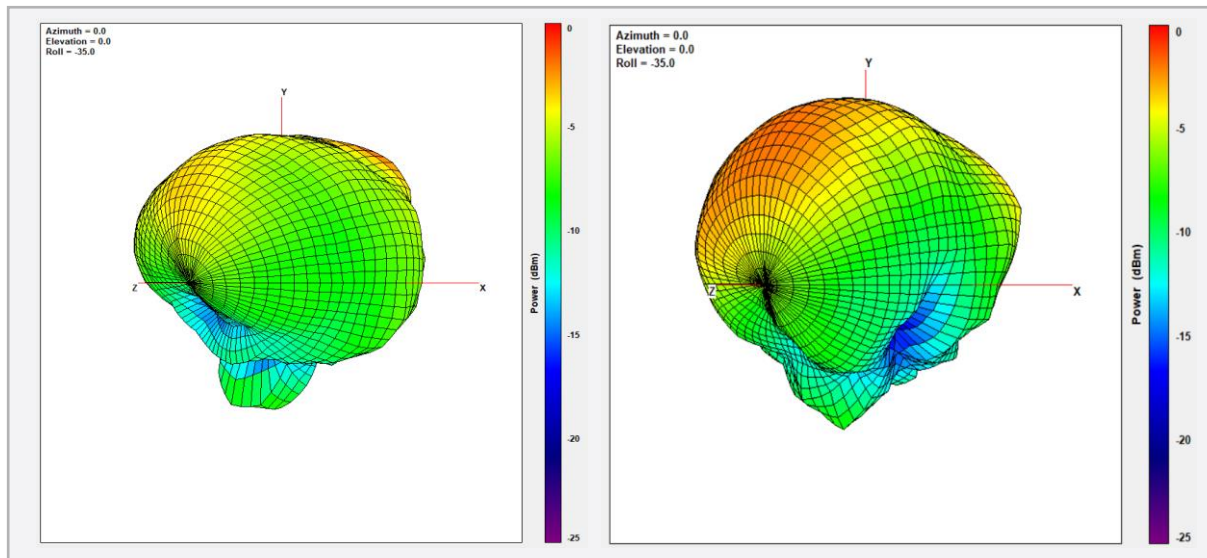 Azimuth = 0.0
Elevation = 0.0
Roll = -35.0
Y
Z
X
0
-5
-10
-15
-20
-25
Power (dBm)
Azimuth = 0.0
Elevation = 0.0
Roll = -35.0
Y
Z
X
0
-5
-10
-15
-20
-25
Power (dBm)